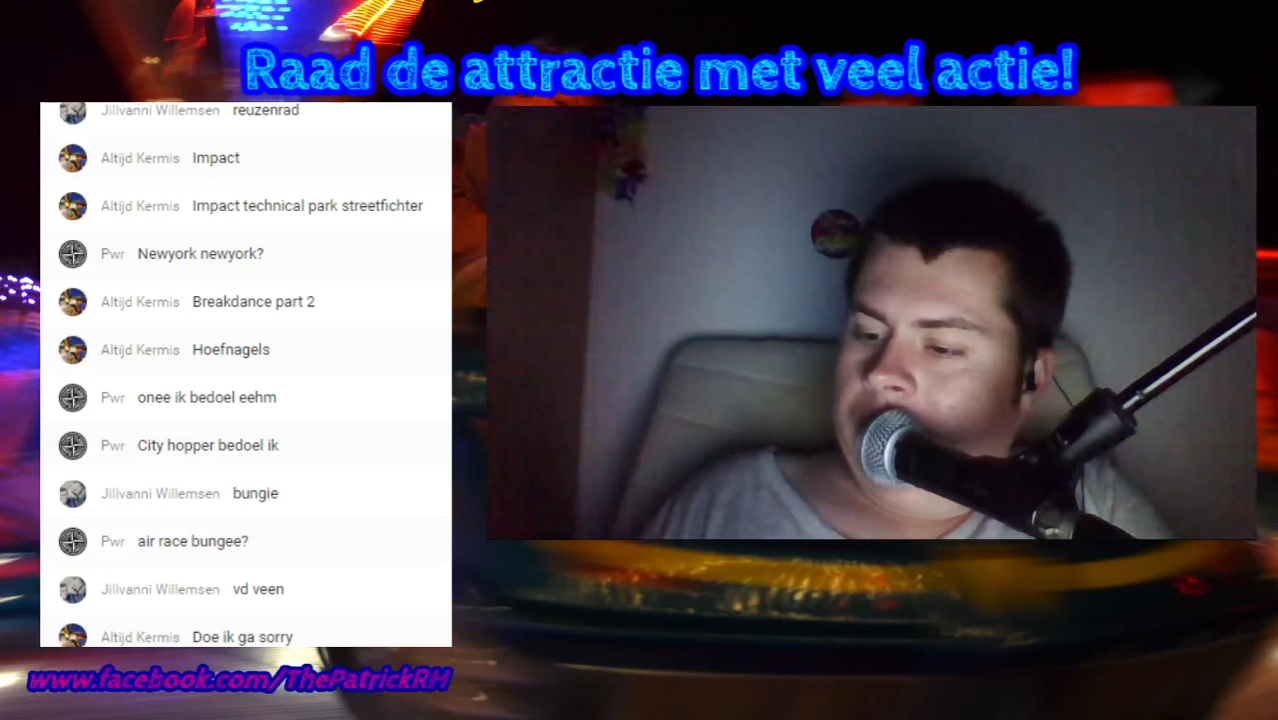 Raad de attractie met veel actie!
Jillvanni Willemsen reuzenrad
Altijd Kermis Impact
Altijd Kermis Impact technical park streetfichter
Pwr Newyork newyork?
Altijd Kermis Breakdance part 2
Altijd Kermis Hoefnagels
Pwr onee ik bedoel eehm
Pwr City hopper bedoel ik
Jillvanni Willemsen bungie
Pwr air race bungee?
Jillvanni Willemsen vd veen
Altijd Kermis Doe ik ga sorry
www.facebook.com/ThePatrickRH